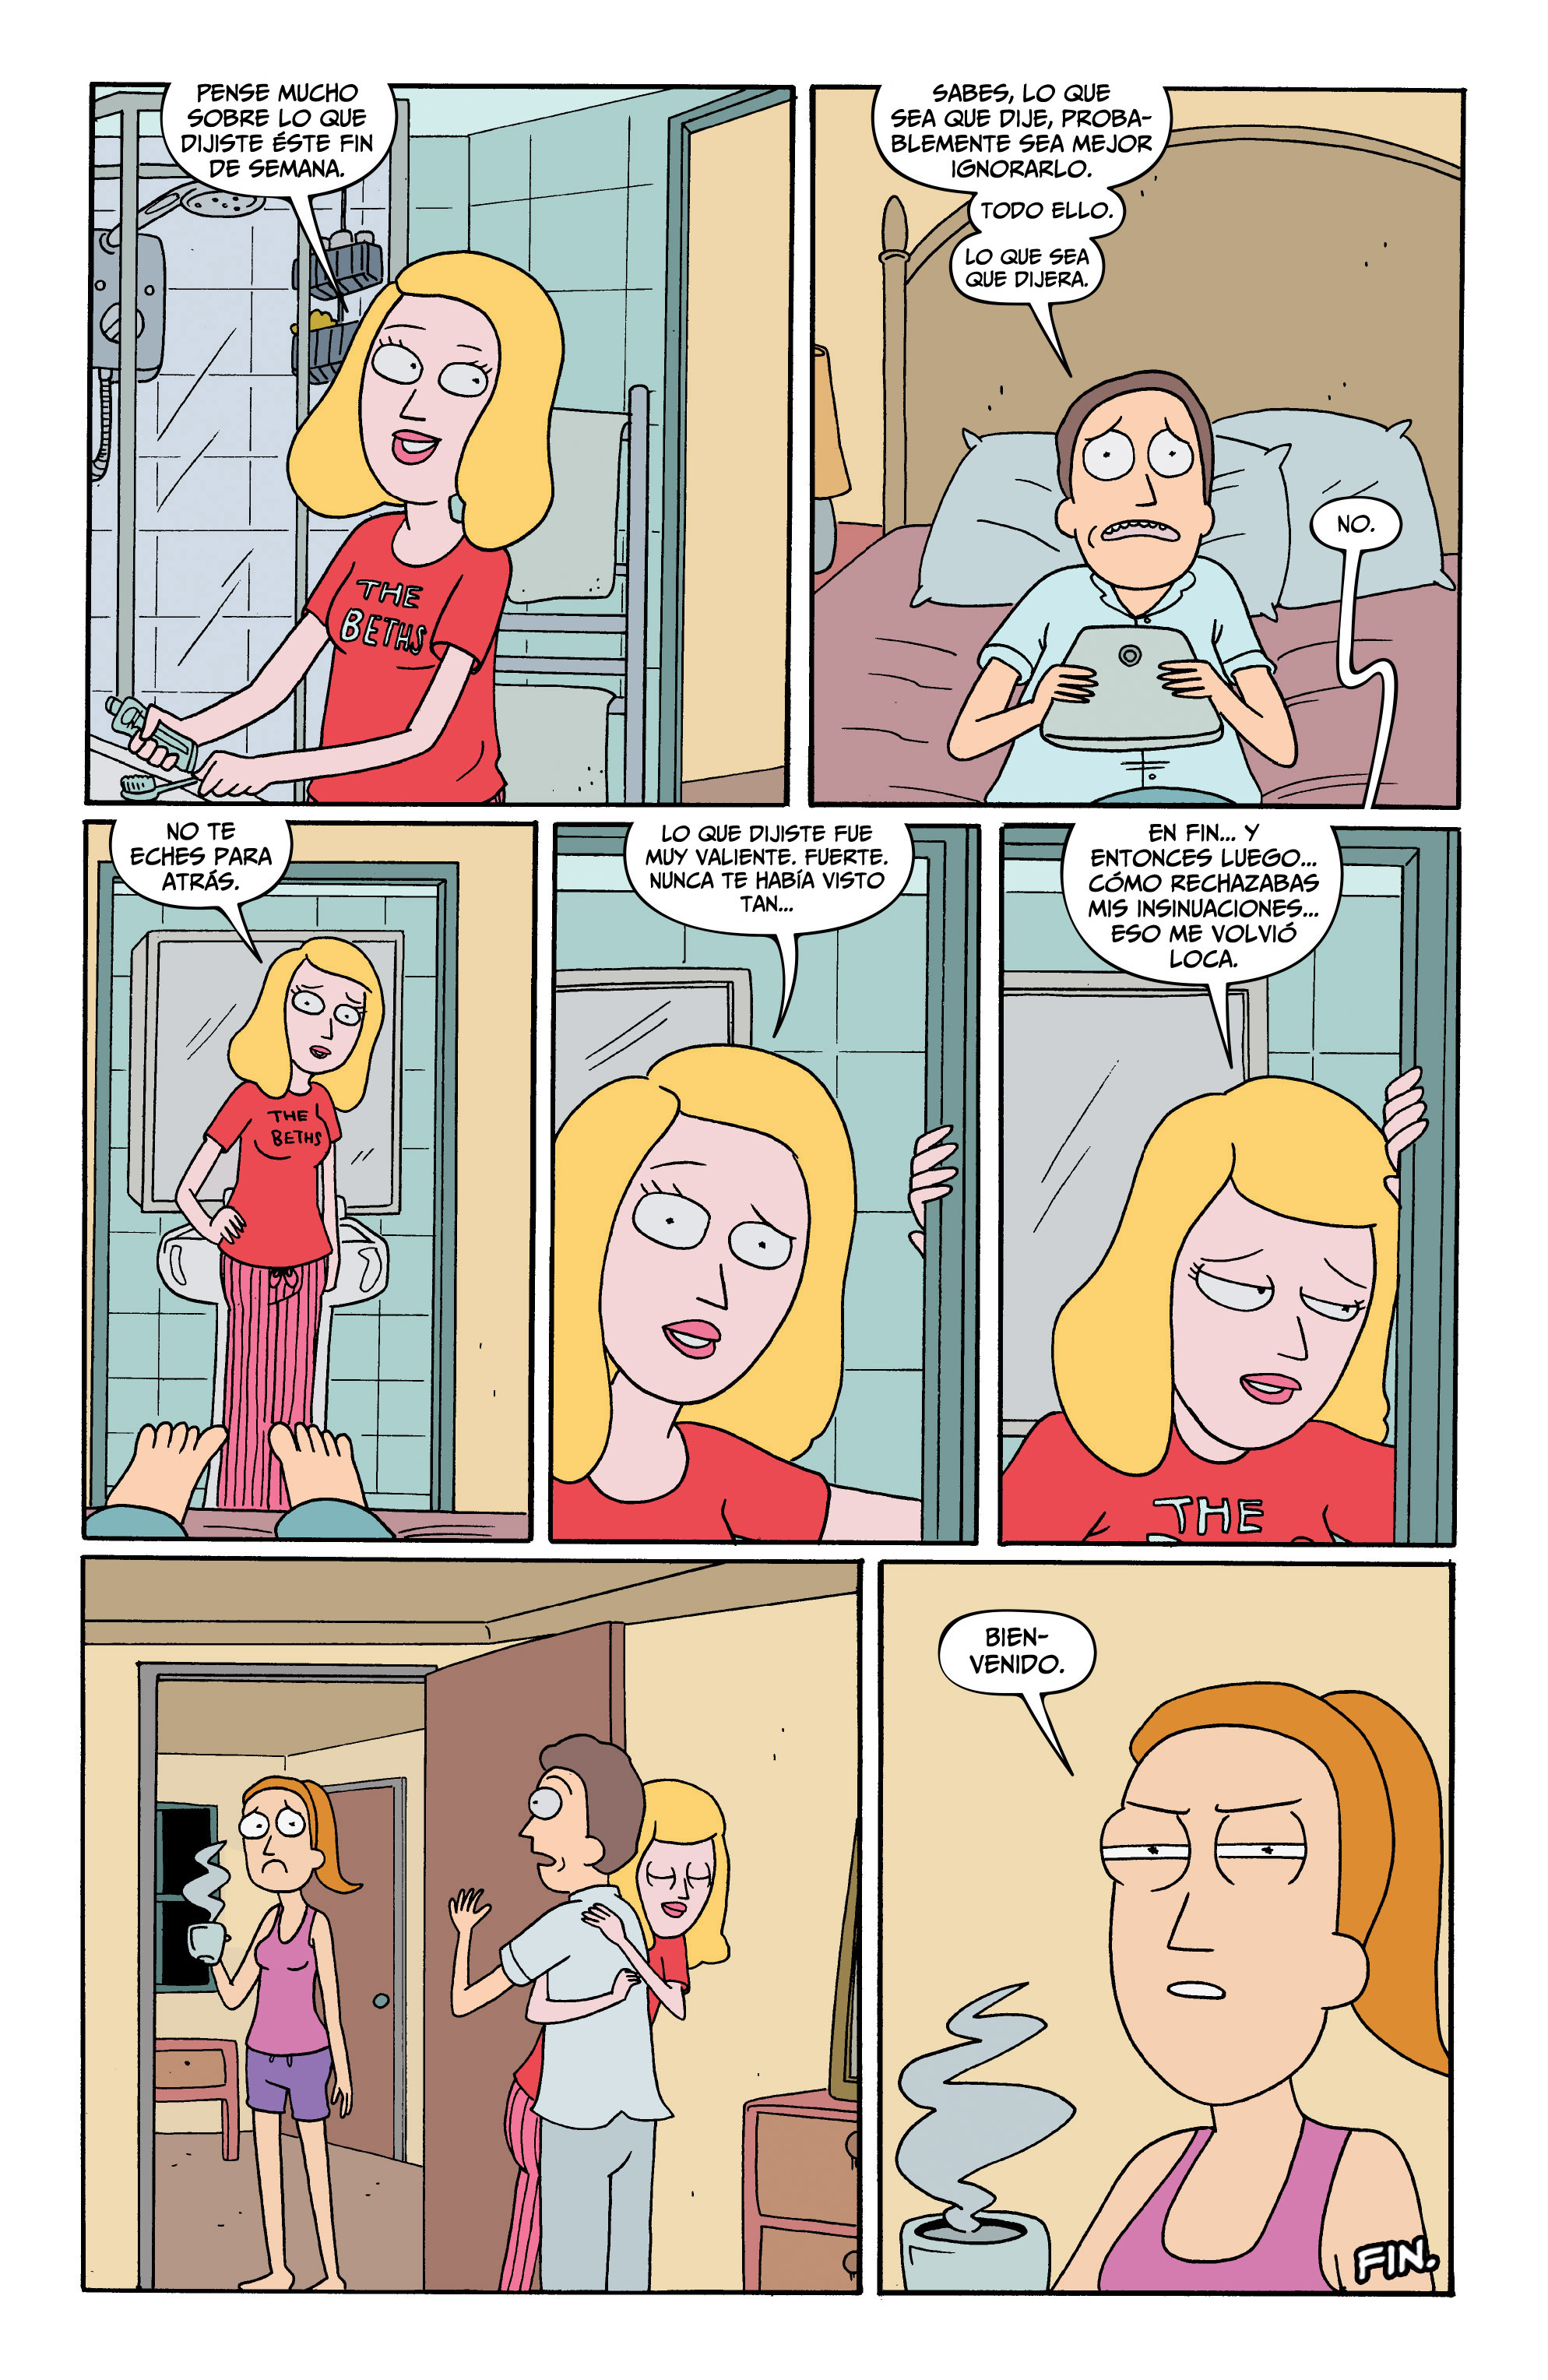 PENSE MUCHO
SOBRE LO QUE
DIJISTE ÉSTE FIN
DE SEMANA.
THE
BETHS
SABES, LO QUE
SEA QUE DIJE, PROBA-
BLEMENTE SEA MEJOR
IGNORARLO.
TODO ELLO.
LO QUE SEA
QUE DIJERA.
NO.
NO TE
ECHES PARA
ATRÁS.
THE
BETHS
LO QUE DIJISTE FUE
MUY VALIENTE. FUERTE.
NUNCA TE HABÍA VISTO
TAN...
EN FIN... Y
ENTONCES LUEGO...
CÓMO RECHAZABAS
MIS INSINUACIONES...
ESO ME VOLVIÓ
LOCA.
THE
BIEN-
VENIDO.
FIN.